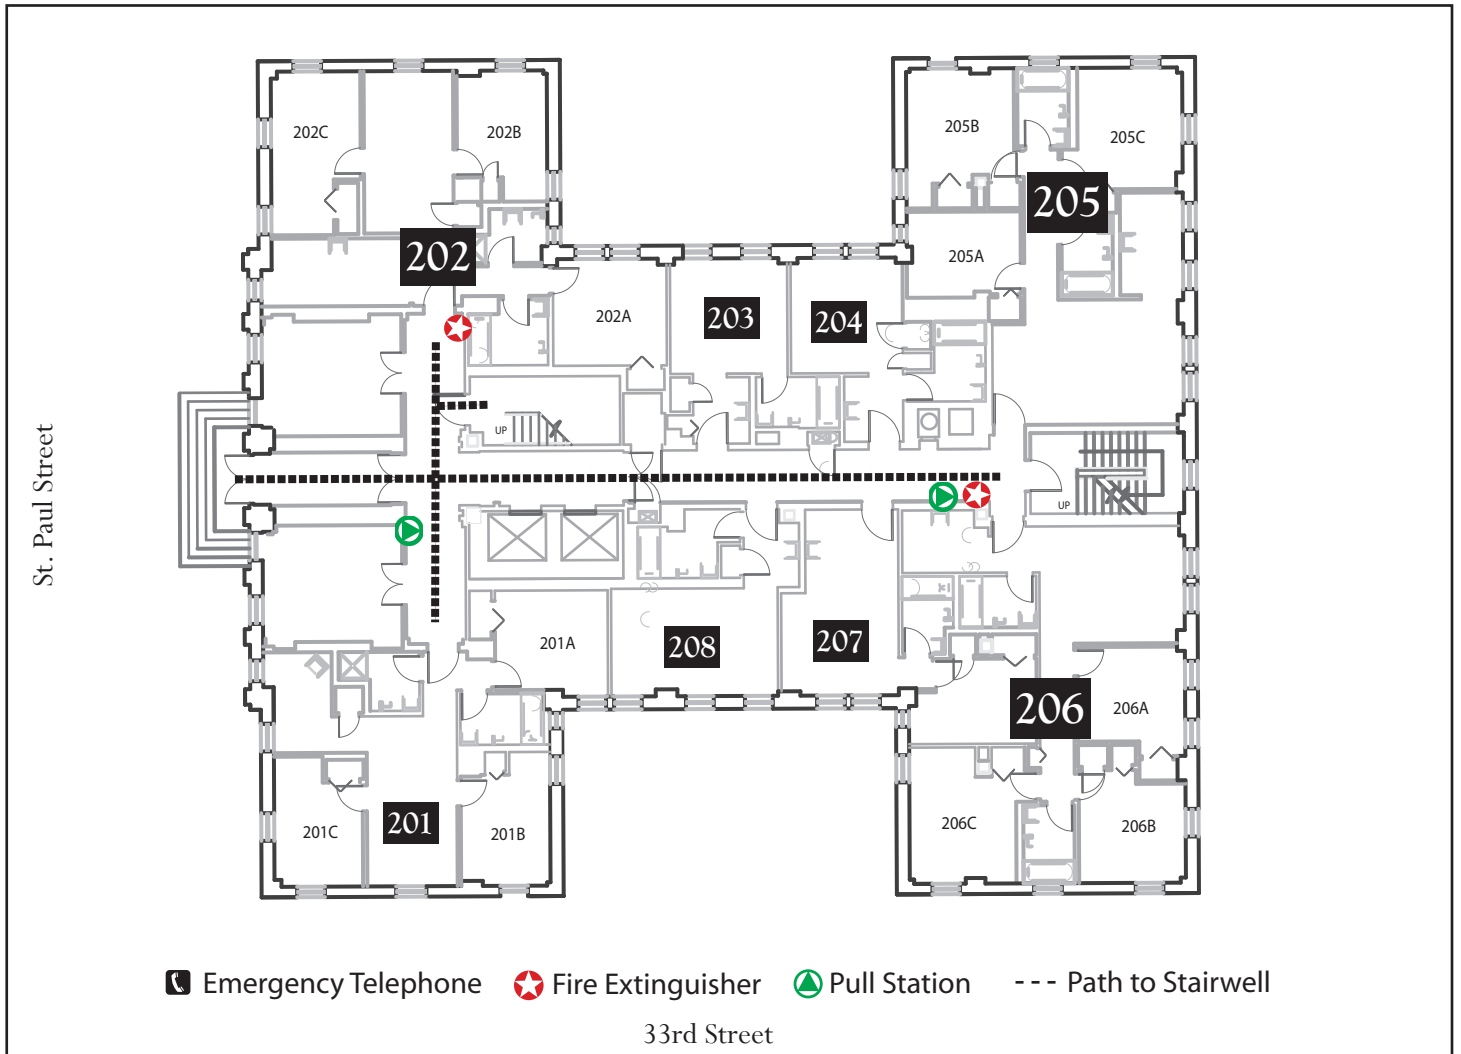 202C
202B
205B
205C
205
202
205A
202A
203
204
UP
UP
St. Paul Street
201A
208
207
206
206A
201C
201
201B
206C
206B
Emergency Telephone
Fire Extinguisher
Pull Station
Path to Stairwell
33rd Street